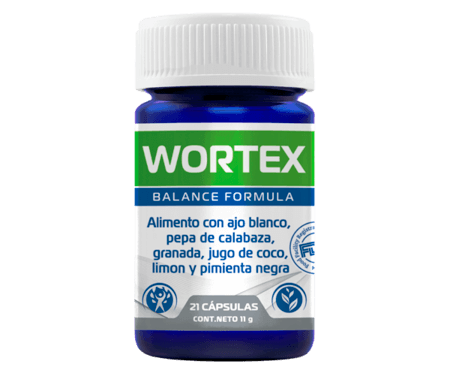 WORTEX
BALANCE FORMULA
Alimento con ajo blanco,
pepa de calabaza,
granada, jugo de coco,
limon y pimienta negra
21 CÁPSULAS
CONT.NETO 11 g